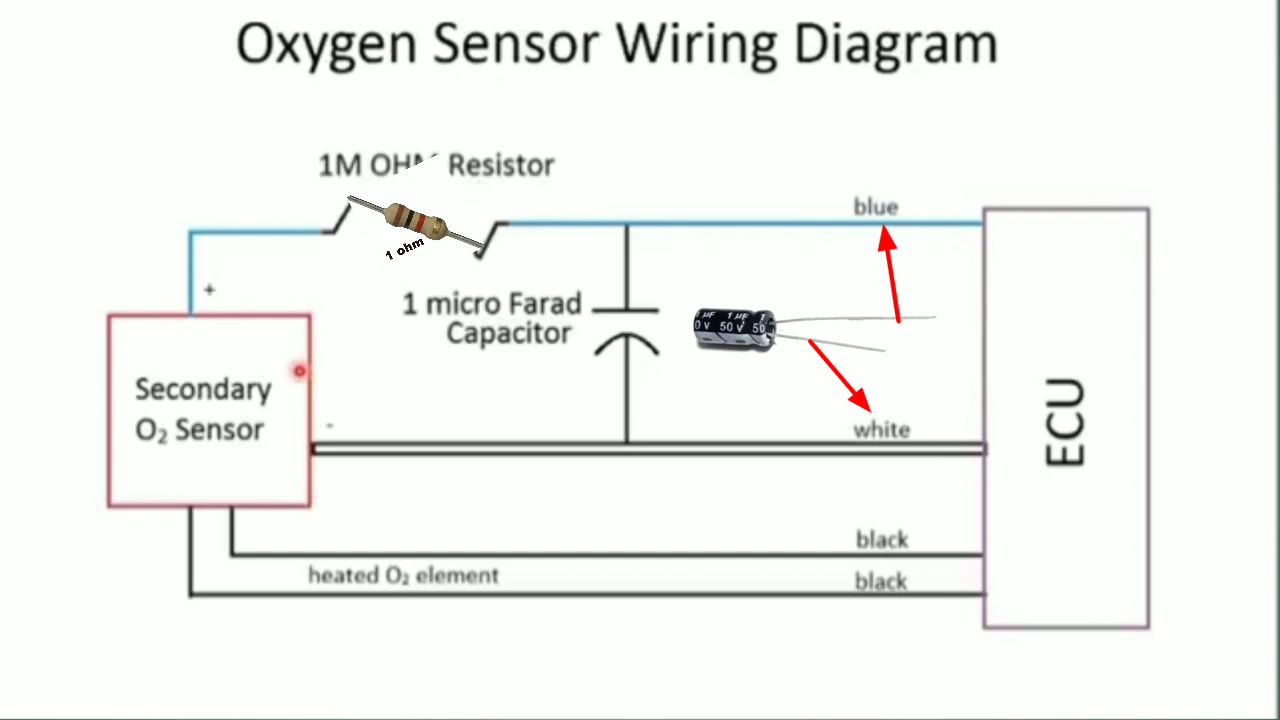 Oxygen Sensor Wiring Diagram
1M OHM Resistor
1 ohm
blue
+
1 micro Farad
Capacitor
µF 1 µF 1
0 V 50 V 50
Secondary
O₂ Sensor
-
white
ECU
black
heated O₂ element
black